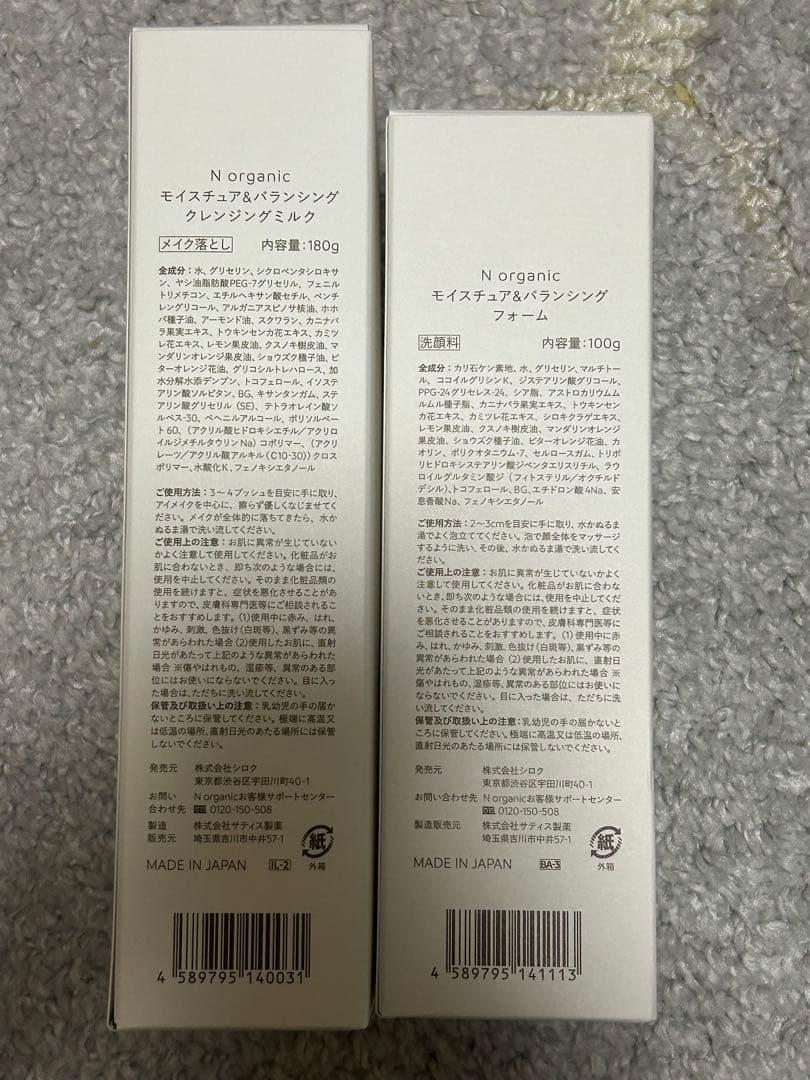 N organic
モイスチュア&バランシング
クレンジングミルク
メイク落とし 内容量:180g
全成分:水、グリセリン、シクロペンタシロキサ
ン、ヤシ油脂肪酸PEG-7グリセリル、フェニル
トリメチコン、エチルヘキサン酸セチル、ペンチ
レングリコール、アルガニアスピノサ核油、ホホ
バ種子油、アーモンド油、スクワラン、カニナバ
ラ果実エキス、トウキンセンカ花エキス、カミツ
レ花エキス、レモン果皮油、クスノキ樹皮油、マ
ンダリンオレンジ果皮油、ショウズク種子油、ビ
ターオレンジ花油、グリコシルトレハロース、加
水分解水添デンプン、トコフェロール、イソステ
アリン酸ソルビタン、BG、キサンタンガム、ステ
アリン酸グリセリル(SE)、テトラオレイン酸ソ
ルベス-30、ベヘニルアルコール、ポリソルベー
ト60、(アクリル酸ヒドロキシエチル/アクリロ
イルジメチルタウリンNa)コポリマー、(アクリ
レーツ/アクリル酸アルキル(C10-30))クロス
ポリマー、水酸化K、フェノキシエタノール
ご使用方法:3~4プッシュを目安に手に取り、
アイメイクを中心に、擦らず優しくなじませてく
ださい。メイクが全体的に落ちてきたら、水かぬ
るま湯で洗い流してください。
ご使用上の注意:お肌に異常が生じていない
かよく注意して使用してください。化粧品がお
肌に合わないとき、即ち次のような場合には、
使用を中止してください。そのまま化粧品類の
使用を続けますと、症状を悪化させることがあ
りますので、皮膚科専門医等にご相談されるこ
とをおすすめします。(1)使用中に赤み、はれ、
かゆみ、刺激、色抜け(白斑等)、黒ずみ等の異
常があらわれた場合(2)使用したお肌に、直射
日光があたって上記のような異常があらわれた
場合 ※傷やはれもの、湿疹等、異常のある部
位にはお使いにならないでください。目に入っ
た場合は、ただちに洗い流してください。
保管及び取扱い上の注意:乳幼児の手の届か
ないところに保管してください。極端に高温又
は低温の場所、直射日光のあたる場所には保管
しないでください。
発売元 株式会社シロク
東京都渋谷区宇田川町40-1
お問い N organicお客様サポートセンター
合わせ先 0120-150-508
製造 株式会社サティス製薬
販売元 埼玉県吉川市中井57-1
紙
外箱
MADE IN JAPAN IL-2
4 589795 140031
N organic
モイスチュア&バランシング
フォーム
洗顔料 内容量:100g
全成分:カリ石ケン素地、水、グリセリン、マルチトー
ル、ココイルグリシンK、ジステアリン酸グリコール、
PPG-24グリセレス-24、シア脂、アストロカリウムム
ルムル種子脂、カニナバラ果実エキス、トウキンセン
カ花エキス、カミツレ花エキス、シロキクラゲエキス、
レモン果皮油、クスノキ樹皮油、マンダリンオレンジ
果皮油、ショウズク種子油、ビターオレンジ花油、カ
オリン、ポリクオタニウム-7、セルロースガム、トリポ
リヒドロキシステアリン酸ジペンタエリスリチル、ラウ
ロイルグルタミン酸ジ(フィトステリル/オクチルド
デシル)、トコフェロール、BG、エチドロン酸4Na、安
息香酸Na、フェノキシエタノール
ご使用方法:2~3cmを目安に手に取り、水かぬるま
湯でよく泡立ててください。泡で顔全体をマッサージ
するように洗い、その後、水かぬるま湯で洗い流してく
ださい。
ご使用上の注意:お肌に異常が生じていないかよく
注意して使用してください。化粧品がお肌に合わな
いとき、即ち次のような場合には、使用を中止してください。
そのまま化粧品類の使用を続けますと、症状
を悪化させることがありますので、皮膚科専門医等に
ご相談されることをおすすめします。(1)使用中に赤
み、はれ、かゆみ、刺激、色抜け(白斑等)、黒ずみ等の
異常があらわれた場合(2)使用したお肌に、直射日
光があたって上記のような異常があらわれた場合 ※
傷やはれもの、湿疹等、異常のある部位にはお使いに
ならないでください。目に入った場合は、ただちに洗
い流してください。
保管及び取扱い上の注意:乳幼児の手の届かないと
ころに保管してください。極端に高温又は低温の場所、
直射日光のあたる場所には保管しないでください。
発売元 株式会社シロク
東京都渋谷区宇田川町40-1
お問い合わせ先 N organicお客様サポートセンター
0120-150-508
製造販売元 株式会社サティス製薬
埼玉県吉川市中井57-1
紙
外箱
MADE IN JAPAN BA-3
4 589795 141113